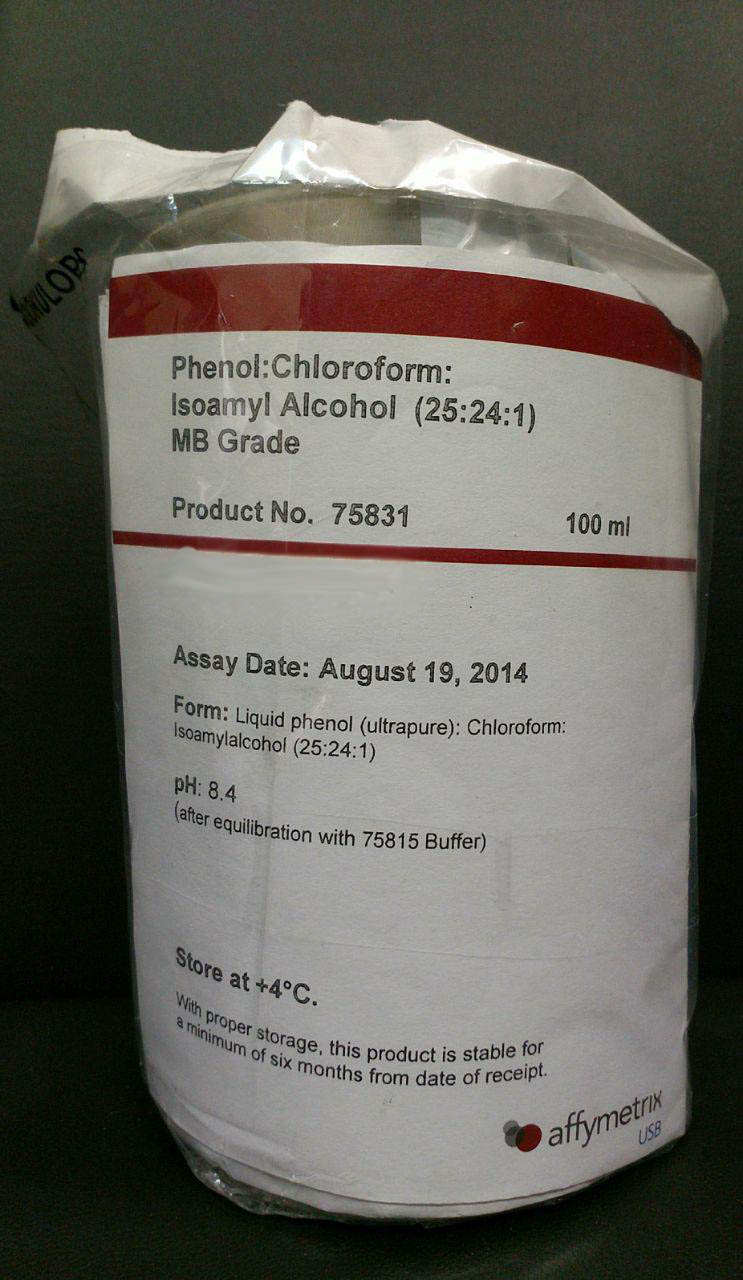 Phenol:Chloroform:
Isoamyl Alcohol (25:24:1)
MB Grade
Product No. 75831
100 ml
Assay Date: August 19, 2014
Form: Liquid phenol (ultrapure): Chloroform:
Isoamylalcohol (25:24:1)
pH: 8.4
(after equilibration with 75815 Buffer)
Store at +4°C.
With proper storage, this product is stable for
a minimum of six months from date of receipt.
affymetrix
USB